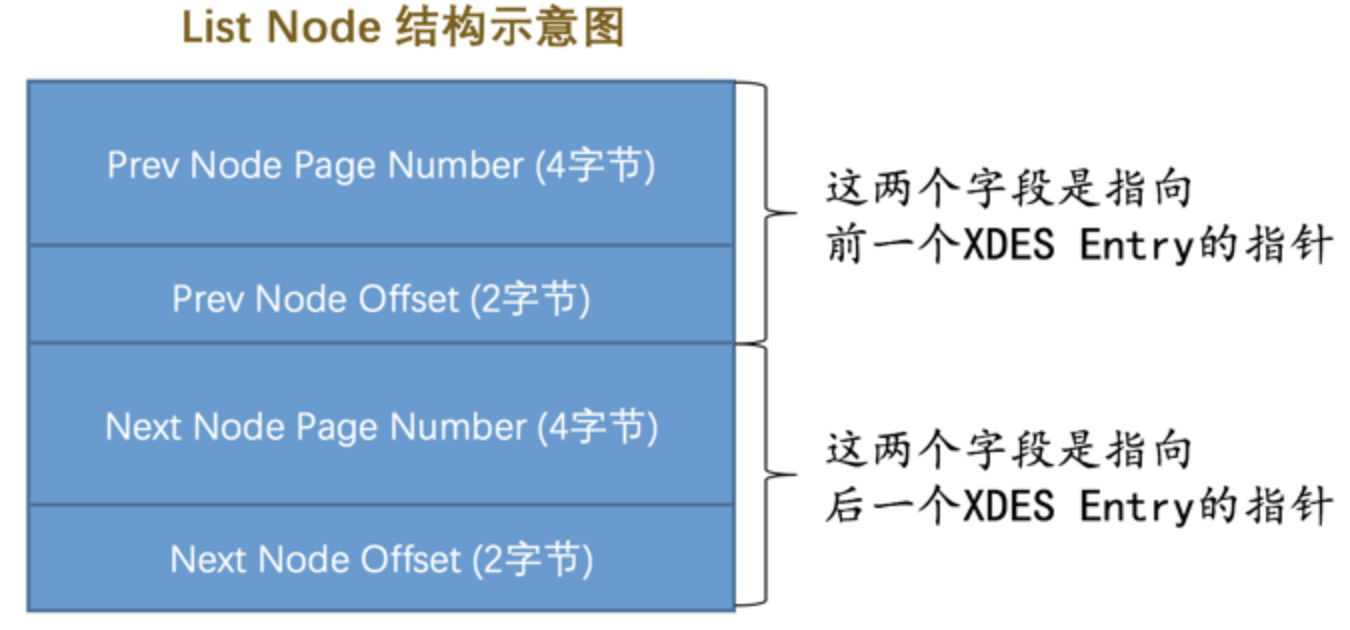 List Node 结构示意图
Prev Node Page Number (4字节)
Prev Node Offset (2字节)
这两个字段是指向
前一个XDES Entry的指针
Next Node Page Number (4字节)
Next Node Offset (2字节)
这两个字段是指向
后一个XDES Entry的指针